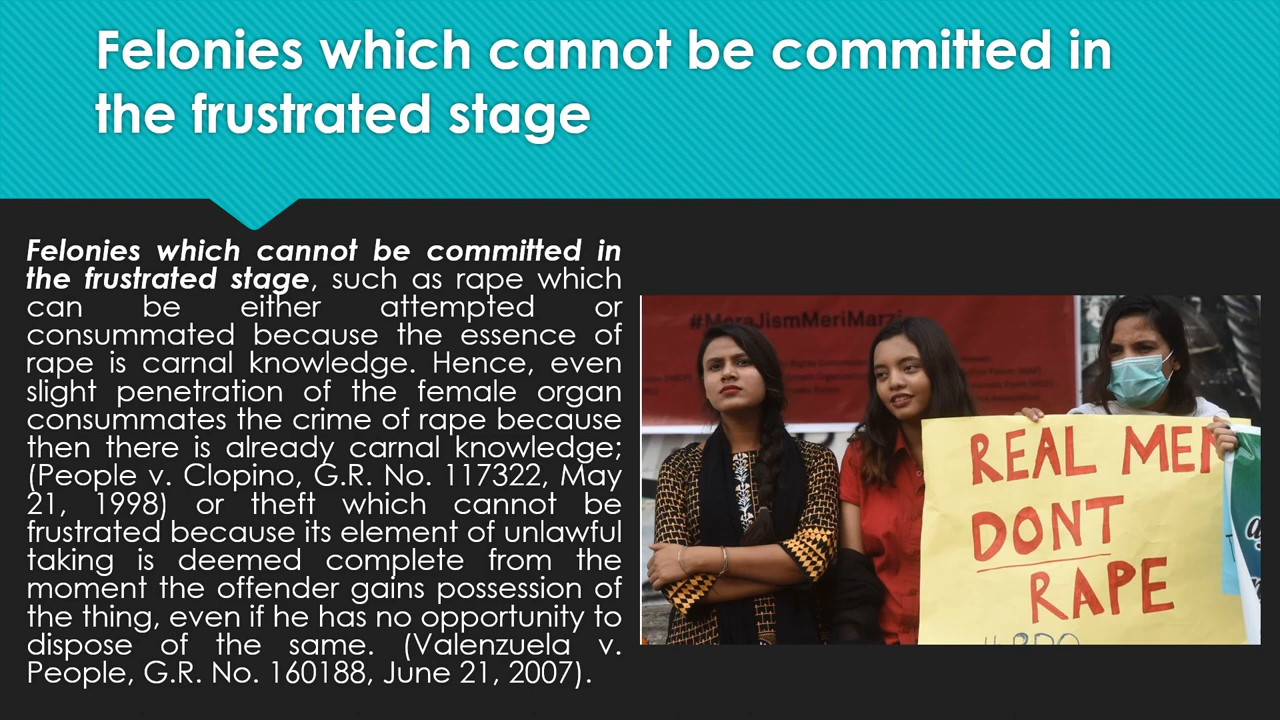 Felonies which cannot be committed in
the frustrated stage
Felonies which cannot be committed in
the frustrated stage, such as rape which
can be either attempted or
consummated because the essence of
rape is carnal knowledge. Hence, even
slight penetration of the female organ
consummates the crime of rape because
then there is already carnal knowledge;
(People v. Clopino, G.R. No. 117322, May
21, 1998) or theft which cannot be
frustrated because its element of unlawful
taking is deemed complete from the
moment the offender gains possession of
the thing, even if he has no opportunity to
dispose of the same. (Valenzuela v.
People, G.R. No. 160188, June 21, 2007).
#MeraJismMeriMarzi
REAL MEN
DONT
RAPE